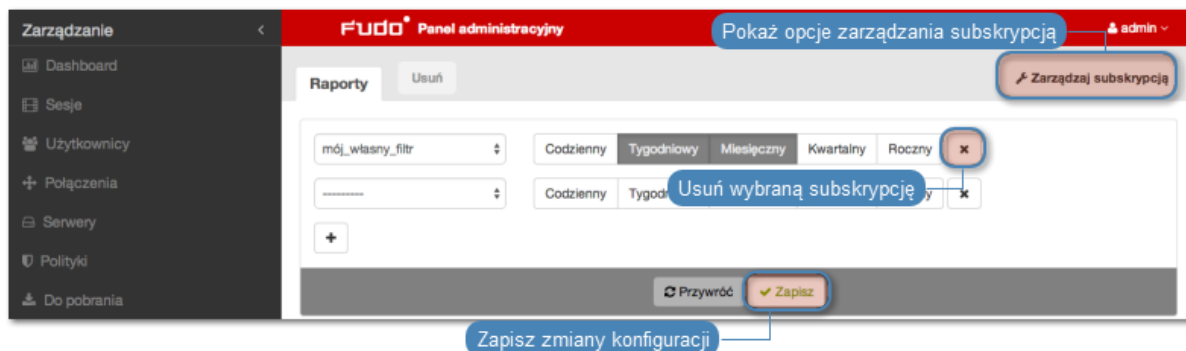 Zarządzanie
FUDO Panel administracyjny
Pokaż opcje zarządzania subskrypcją
admin
Dashboard
Raporty
Usuń
Zarządzaj subskrypcją
Sesje
Użytkownicy
mój_własny_filtr
Codzienny
Tygodniowy
Miesięczny
Kwartalny
Roczny
Połączenia
Usuń wybraną subskrypcję
---------
Codzienny
Serwery
Polityki
Do pobrania
Przywróć
Zapisz
Zapisz zmiany konfiguracji